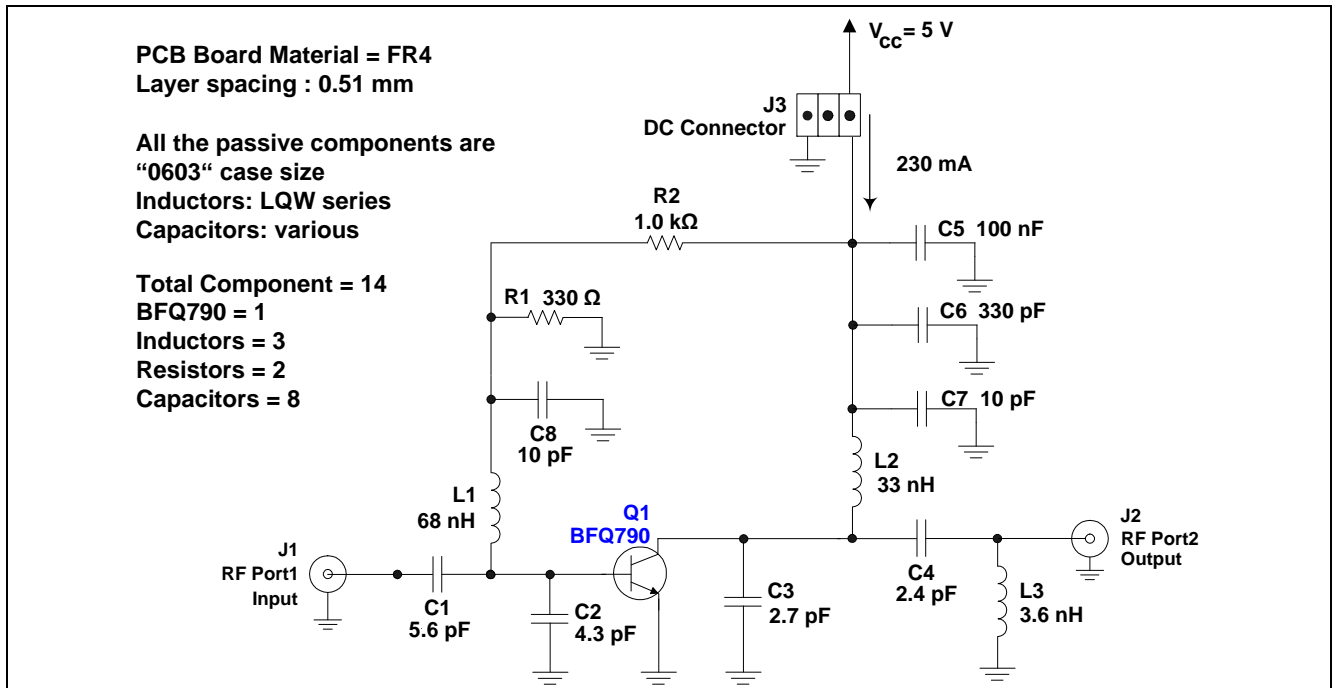 PCB Board Material = FR4
Layer spacing : 0.51 mm
All the passive components are
“0603“ case size
Inductors: LQW series
Capacitors: various
Total Component = 14
BFQ790 = 1
Inductors = 3
Resistors = 2
Capacitors = 8
VCC = 5 V
J3
DC Connector
230 mA
R2
1.0 kΩ
C5 100 nF
R1 330 Ω
C6 330 pF
C8
10 pF
C7 10 pF
L2
33 nH
L1
68 nH
Q1
BFQ790
J1
RF Port1
Input
C1
5.6 pF
C2
4.3 pF
C3
2.7 pF
C4
2.4 pF
L3
3.6 nH
J2
RF Port2
Output